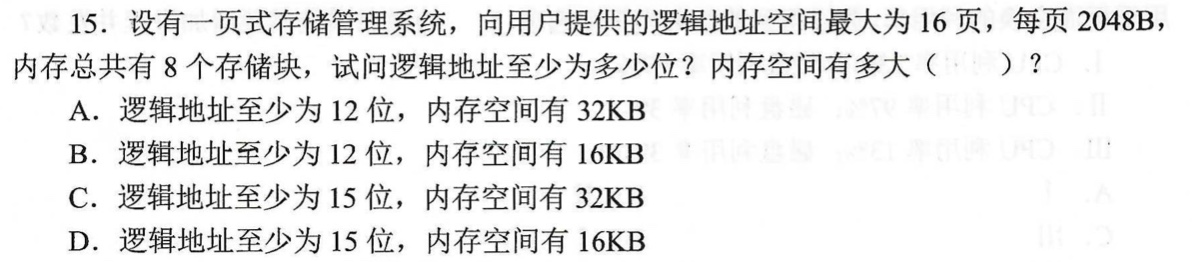 15．设有一页式存储管理系统，向用户提供的逻辑地址空间最大为 16 页，每页 2048B，
内存总共有 8 个存储块，试问逻辑地址至少为多少位？内存空间有多大（　　）？
A．逻辑地址至少为 12 位，内存空间有 32KB
B．逻辑地址至少为 12 位，内存空间有 16KB
C．逻辑地址至少为 15 位，内存空间有 32KB
D．逻辑地址至少为 15 位，内存空间有 16KB